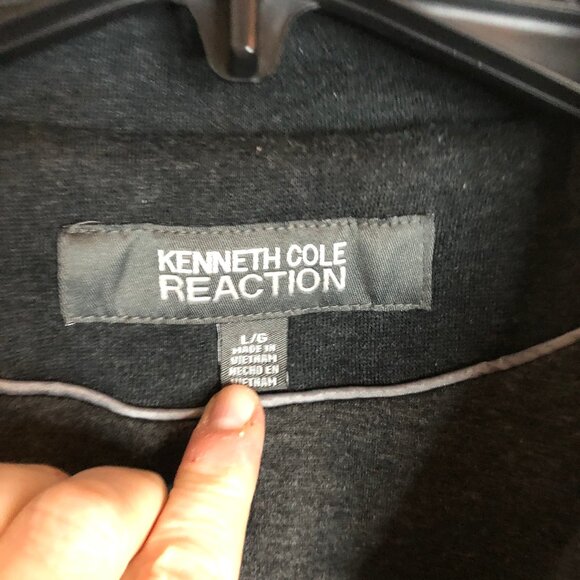 KENNETH COLE
REACTION
L/G
MADE IN
VIETNAM
HECHO EN
VIETNAM